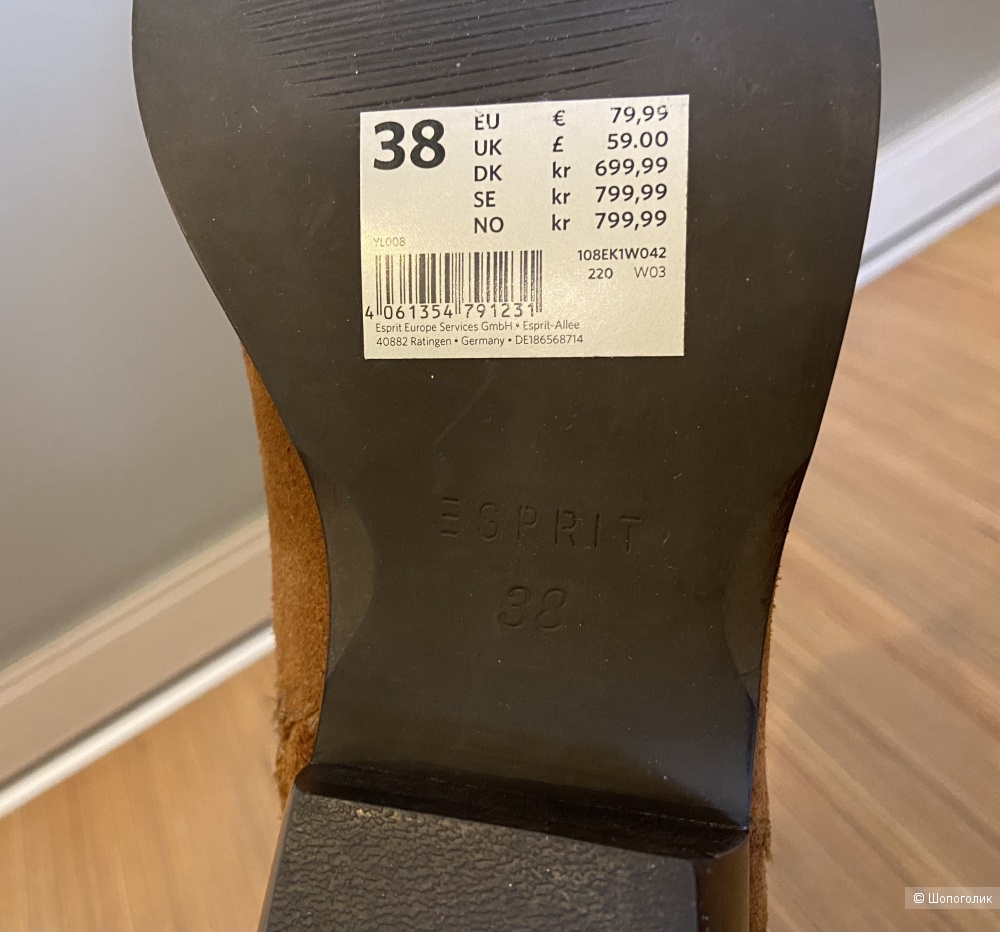 38
EU € 79,99
UK £ 59.00
DK kr 699,99
SE kr 799,99
NO kr 799,99
YL008
108EK1W042
220 W03
4 061354 791231
Esprit Europe Services GmbH • Esprit-Allee
40882 Ratingen • Germany • DE186568714
ESPRIT
38
© Шопоголик